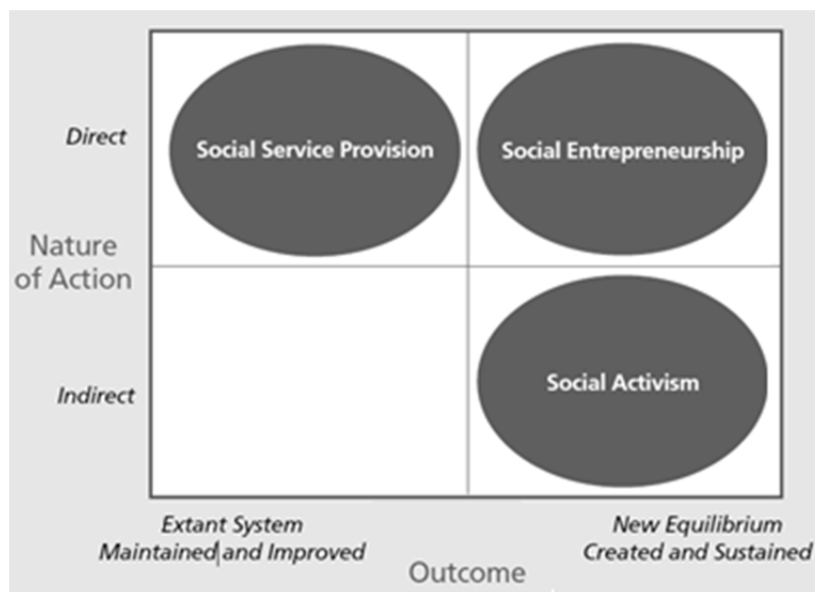 Direct
Social Service Provision
Social Entrepreneurship
Nature
of Action
Indirect
Social Activism
Extant System
Maintained and Improved
New Equilibrium
Created and Sustained
Outcome